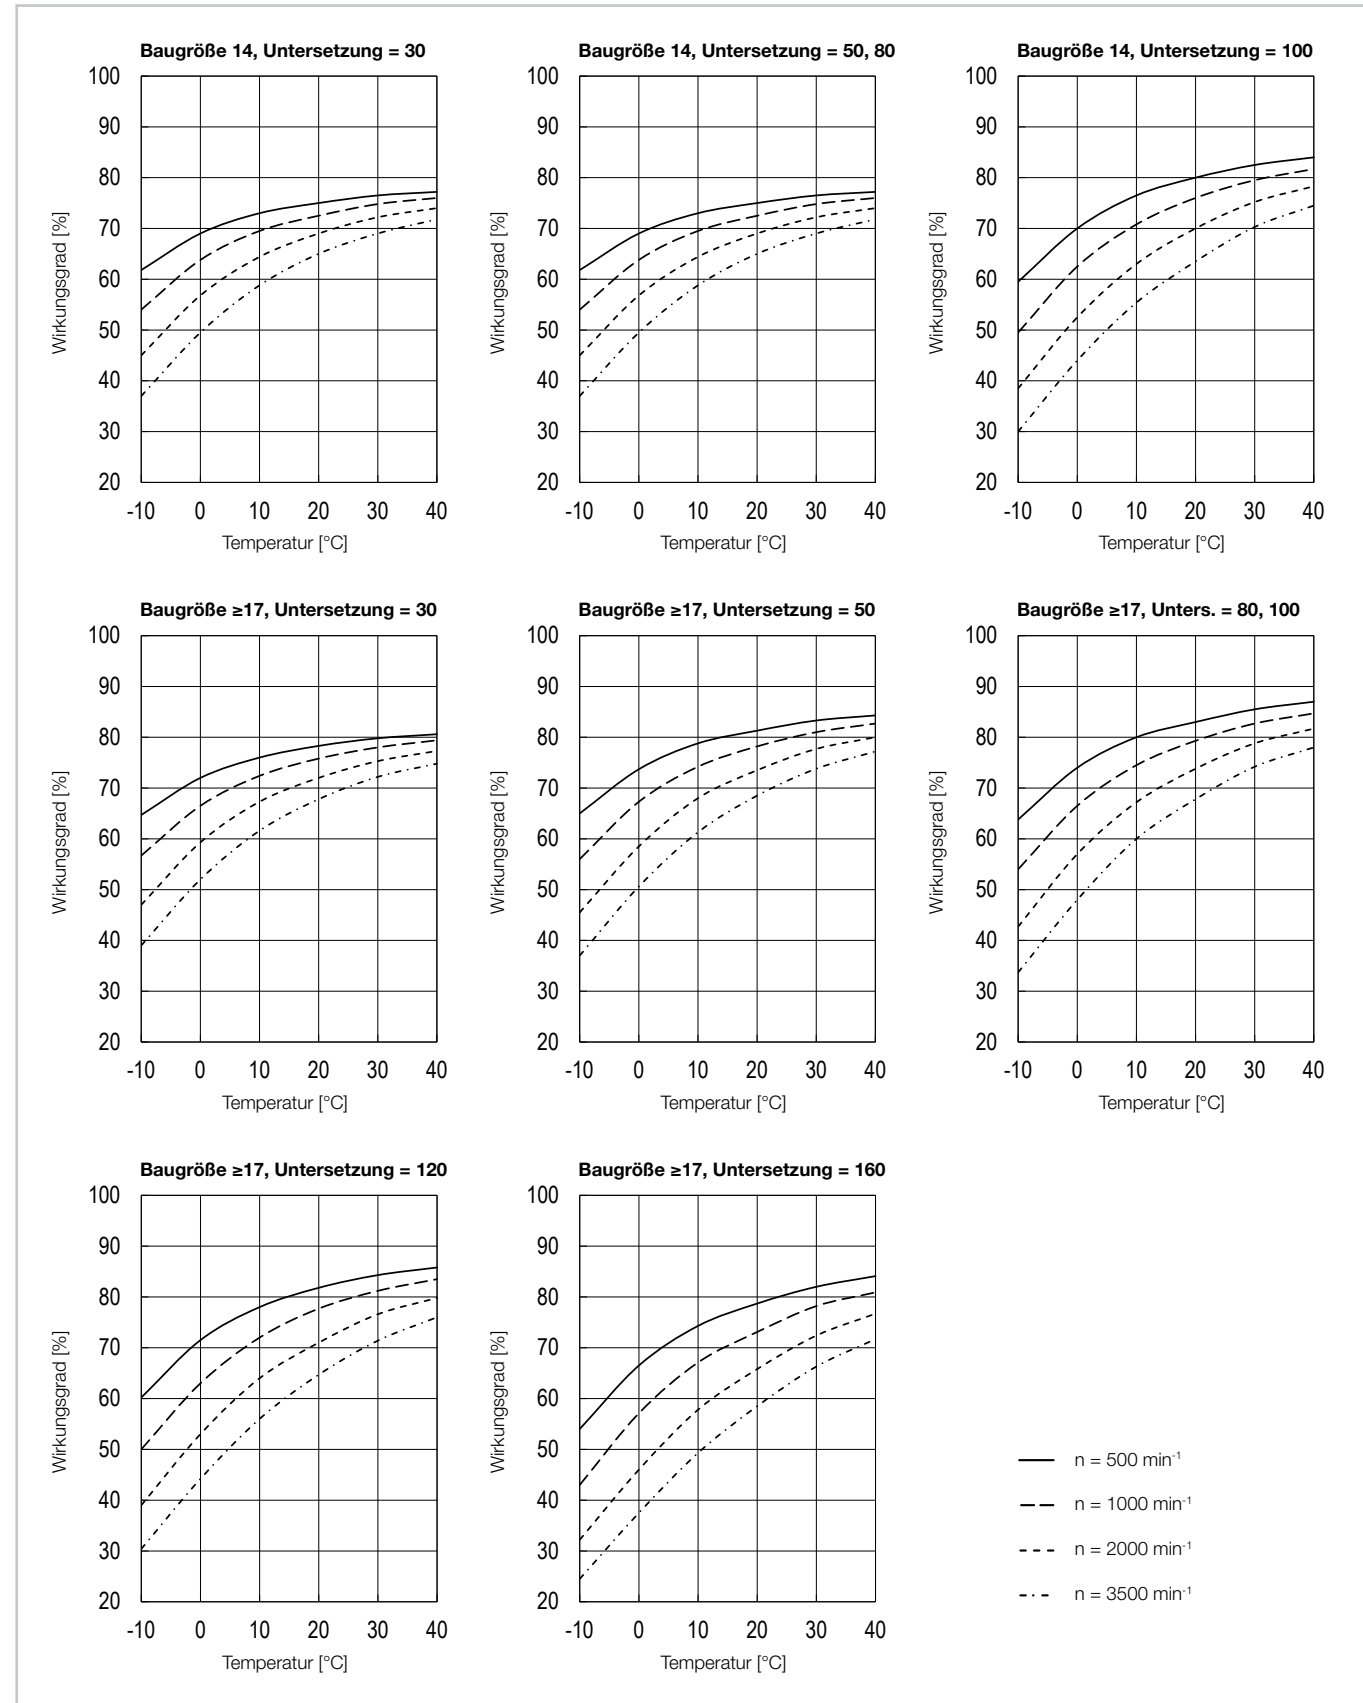 Baugröße 14, Untersetzung = 30
100
90
80
70
60
50
40
30
20
Wirkungsgrad [%]
-10 0 10 20 30 40
Temperatur [°C]
Baugröße 14, Untersetzung = 50, 80
100
90
80
70
60
50
40
30
20
Wirkungsgrad [%]
-10 0 10 20 30 40
Temperatur [°C]
Baugröße 14, Untersetzung = 100
100
90
80
70
60
50
40
30
20
Wirkungsgrad [%]
-10 0 10 20 30 40
Temperatur [°C]
Baugröße ≥17, Untersetzung = 30
100
90
80
70
60
50
40
30
20
Wirkungsgrad [%]
-10 0 10 20 30 40
Temperatur [°C]
Baugröße ≥17, Untersetzung = 50
100
90
80
70
60
50
40
30
20
Wirkungsgrad [%]
-10 0 10 20 30 40
Temperatur [°C]
Baugröße ≥17, Unters. = 80, 100
100
90
80
70
60
50
40
30
20
Wirkungsgrad [%]
-10 0 10 20 30 40
Temperatur [°C]
Baugröße ≥17, Untersetzung = 120
100
90
80
70
60
50
40
30
20
Wirkungsgrad [%]
-10 0 10 20 30 40
Temperatur [°C]
Baugröße ≥17, Untersetzung = 160
100
90
80
70
60
50
40
30
20
Wirkungsgrad [%]
-10 0 10 20 30 40
Temperatur [°C]
n = 500 min⁻¹
n = 1000 min⁻¹
n = 2000 min⁻¹
n = 3500 min⁻¹